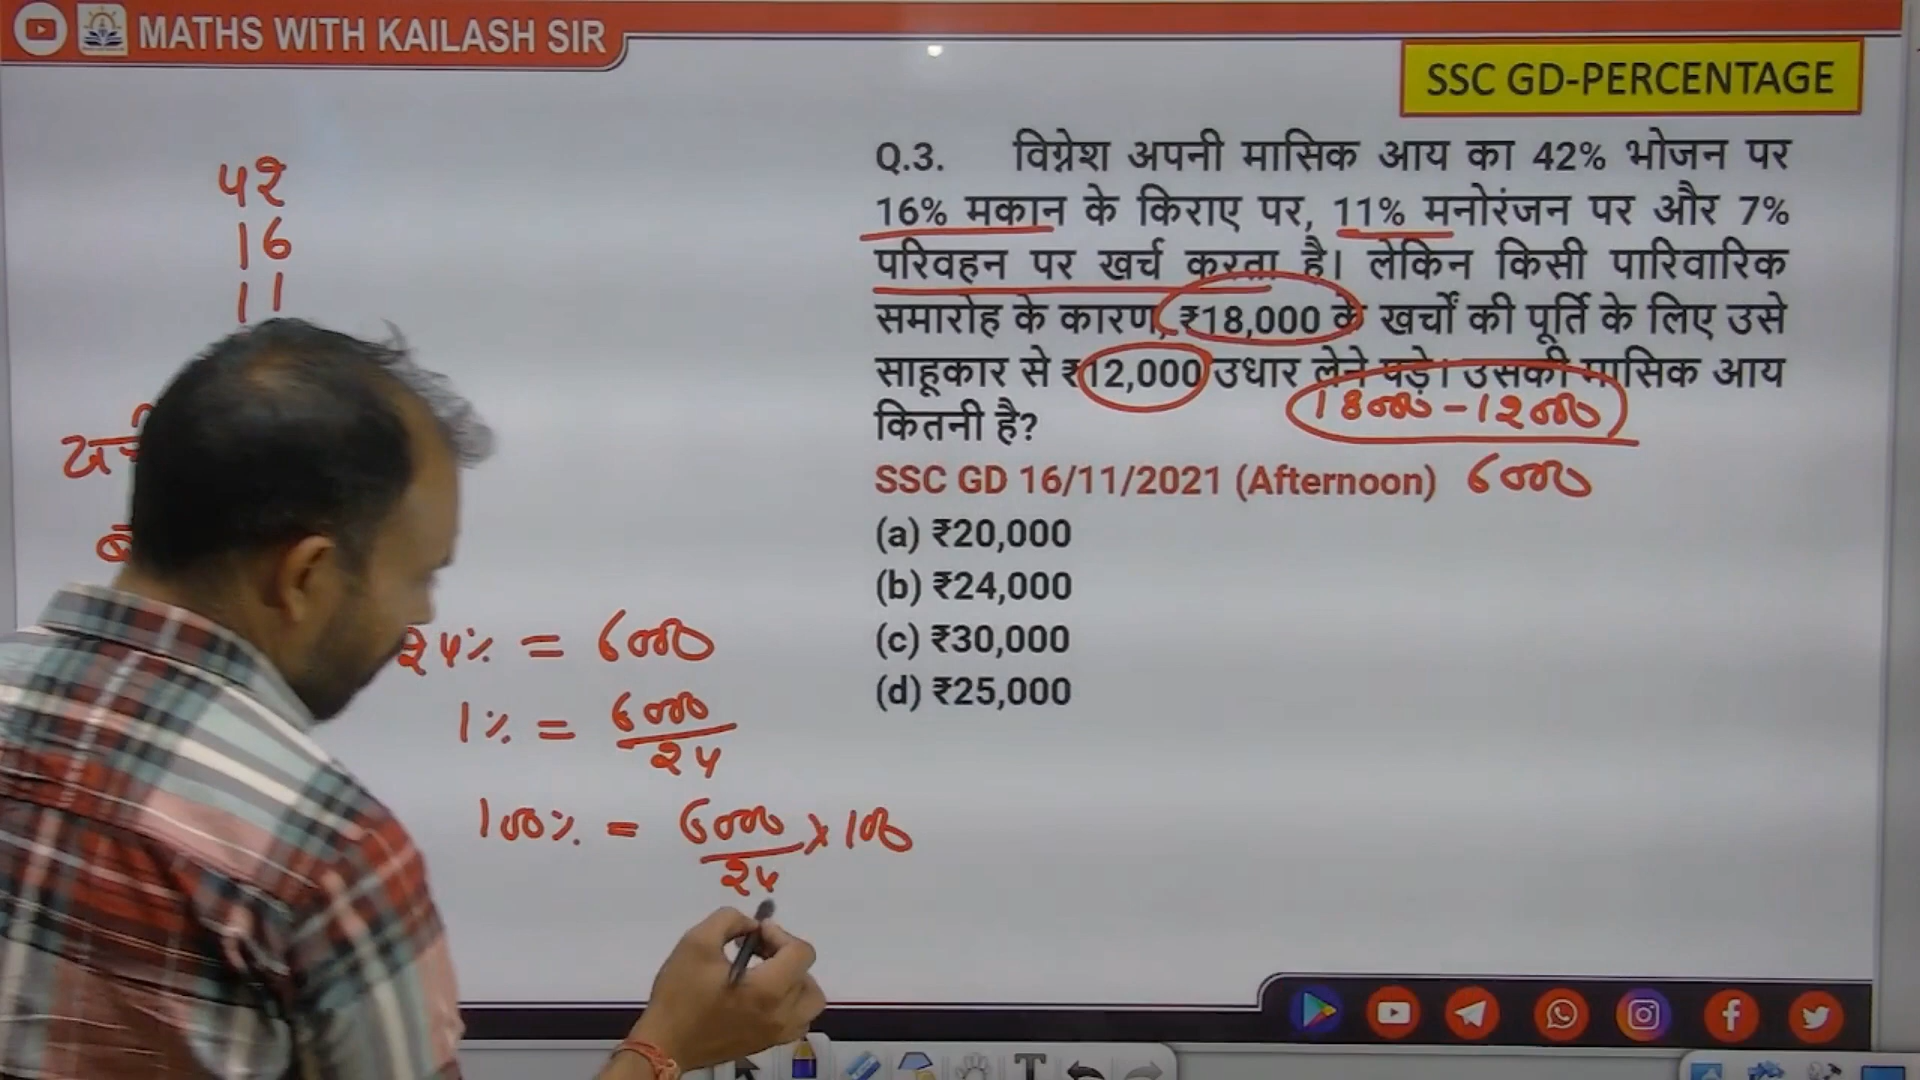 MATHS WITH KAILASH SIR
SSC GD-PERCENTAGE
Q.3. विग्नेश अपनी मासिक आय का 42% भोजन पर
16% मकान के किराए पर, 11% मनोरंजन पर और 7%
परिवहन पर खर्च करता है। लेकिन किसी पारिवारिक
समारोह के कारण, ₹18,000 के खर्चों की पूर्ति के लिए उसे
साहूकार से ₹12,000 उधार लेने पड़े। उसकी मासिक आय
कितनी है?
18000 - 12000
6000
SSC GD 16/11/2021 (Afternoon)
(a) ₹20,000
(b) ₹24,000
(c) ₹30,000
(d) ₹25,000
42
16
11
24% = 6000
1% = 6000/24
100% = 6000/24 × 100